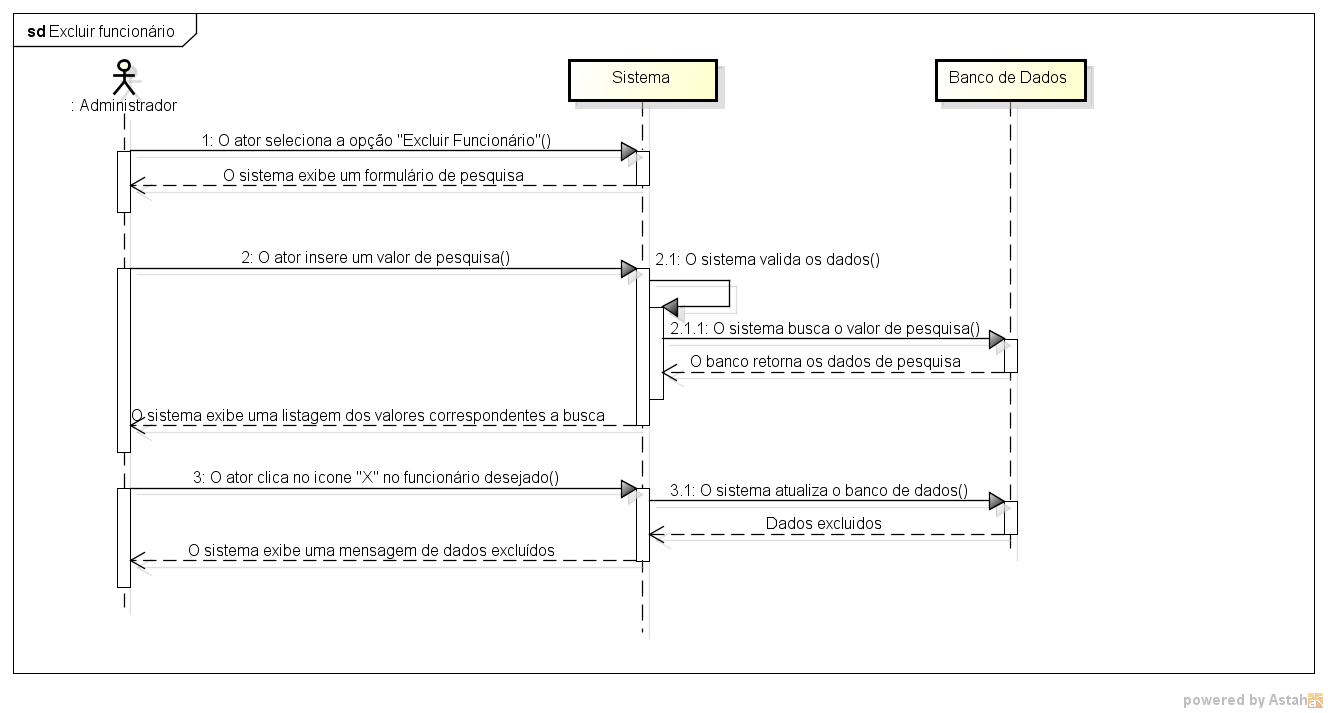 sd Excluir funcionário
: Administrador
Sistema
Banco de Dados
1: O ator seleciona a opção "Excluir Funcionário"()
O sistema exibe um formulário de pesquisa
2: O ator insere um valor de pesquisa()
2.1: O sistema valida os dados()
2.1.1: O sistema busca o valor de pesquisa()
O banco retorna os dados de pesquisa
O sistema exibe uma listagem dos valores correspondentes a busca
3: O ator clica no icone "X" no funcionário desejado()
3.1: O sistema atualiza o banco de dados()
Dados excluidos
O sistema exibe uma mensagem de dados excluídos
powered by Astah